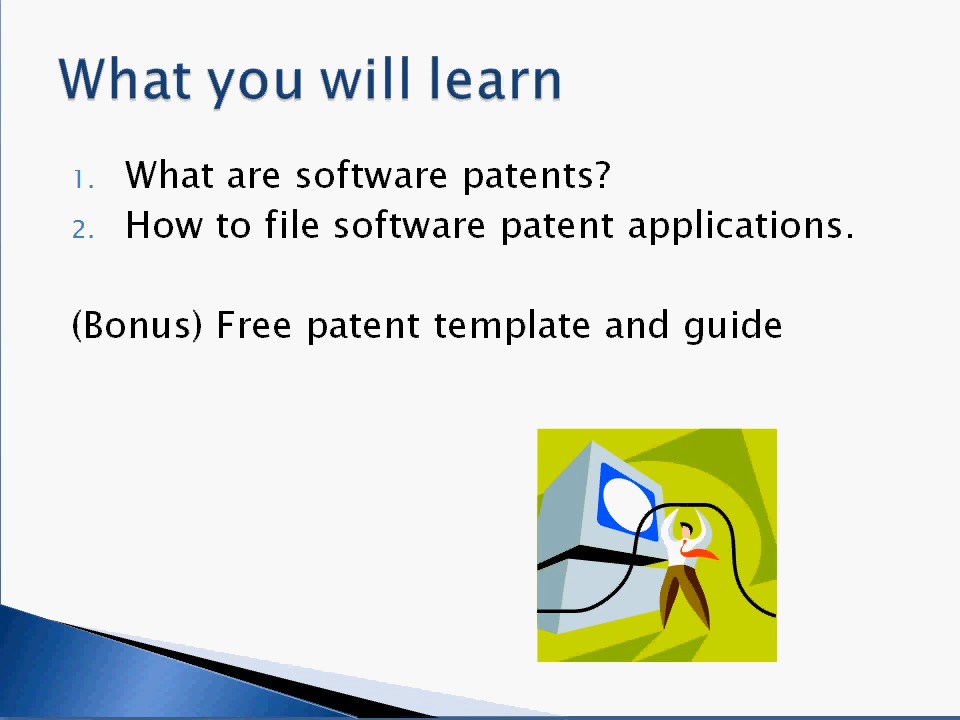 What you will learn
1. What are software patents?
2. How to file software patent applications.
(Bonus) Free patent template and guide